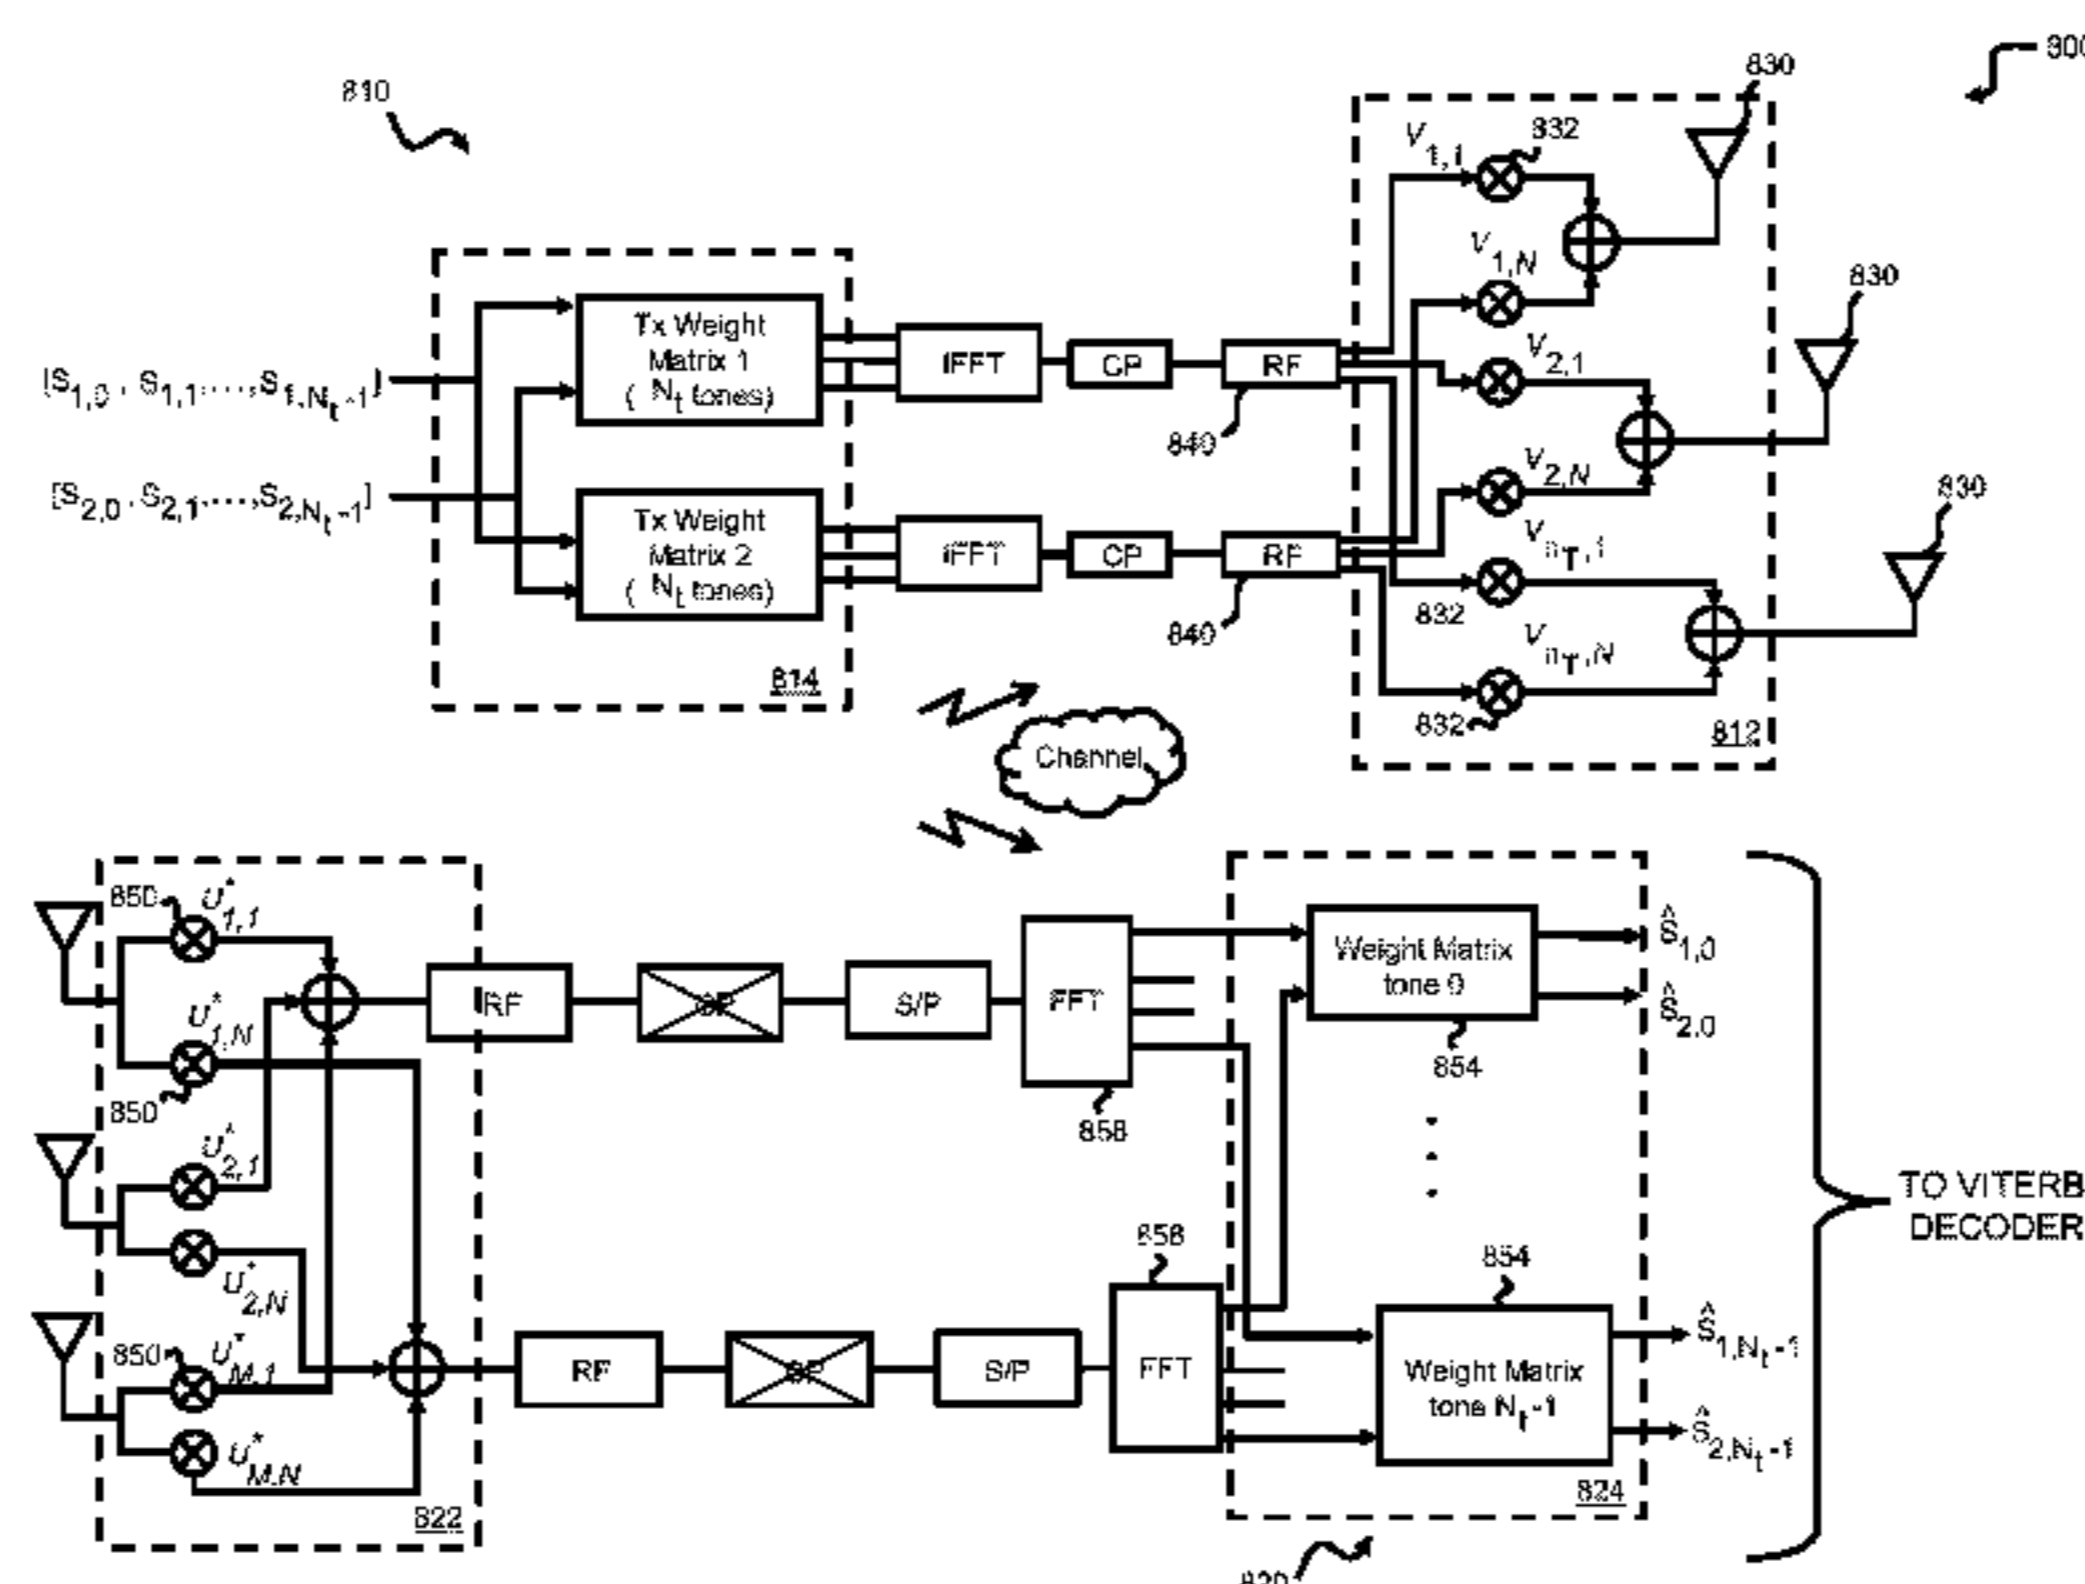 800
810
830
V1,1
832
V1,N
830
Tx Weight
Matrix 1
( Nt tones)
IFFT
CP
RF
V2,1
[S1,0 , S1,1,...,S1,Nt-1]
840
V2,N
830
[S2,0 , S2,1,...,S2,Nt-1]
Tx Weight
Matrix 2
( Nt tones)
IFFT
CP
RF
VnT,1
832
840
VnT,N
814
832
812
Channel
850
U*1,1
Weight Matrix
tone 0
Ŝ1,0
RF
CP
S/P
FFT
Ŝ2,0
U*1,N
854
850
858
U*2,1
TO VITERB
DECODER
858
854
U*2,N
850
U*M,1
RF
CP
S/P
FFT
Weight Matrix
tone Nt-1
Ŝ1,Nt-1
Ŝ2,Nt-1
U*M,N
822
824
820